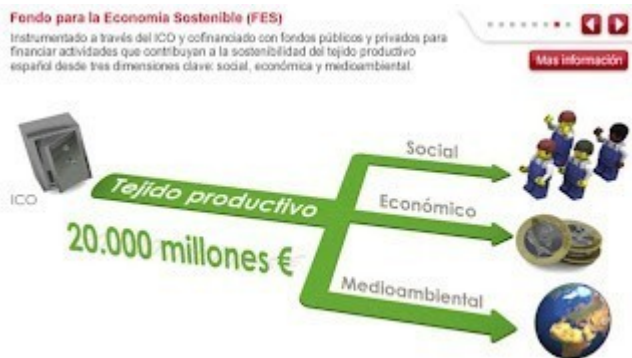 Fondo para la Economía Sostenible (FES)
Instrumentado a través del ICO y cofinanciado con fondos públicos y privados para
financiar actividades que contribuyan a la sostenibilidad del tejido productivo
español desde tres dimensiones clave: social, económica y medioambiental.
Mas información
ICO
Tejido productivo
20.000 millones €
Social
Económico
Medioambiental